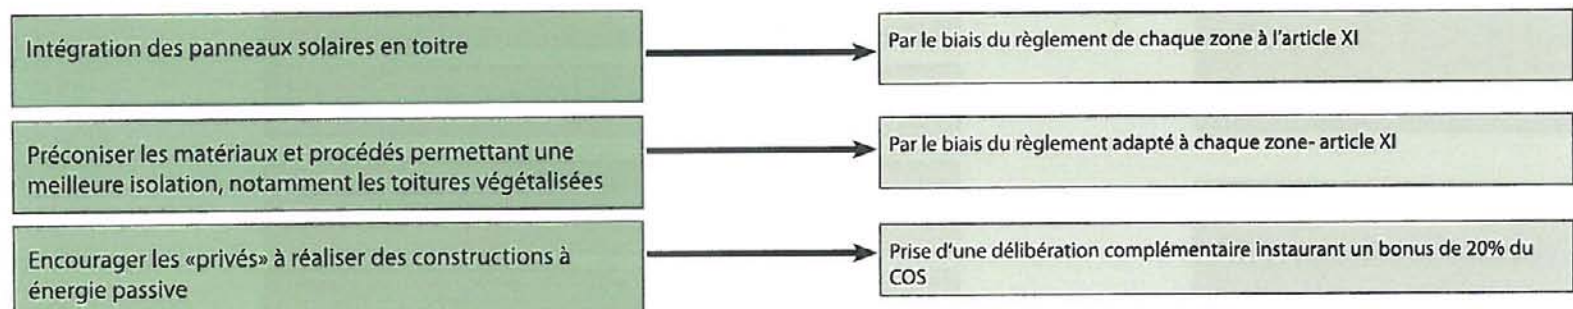 Intégration des panneaux solaires en toitre
Par le biais du règlement de chaque zone à l'article XI
Préconiser les matériaux et procédés permettant une
meilleure isolation, notamment les toitures végétalisées
Par le biais du règlement adapté à chaque zone- article XI
Encourager les «privés» à réaliser des constructions à
énergie passive
Prise d'une délibération complémentaire instaurant un bonus de 20% du
COS